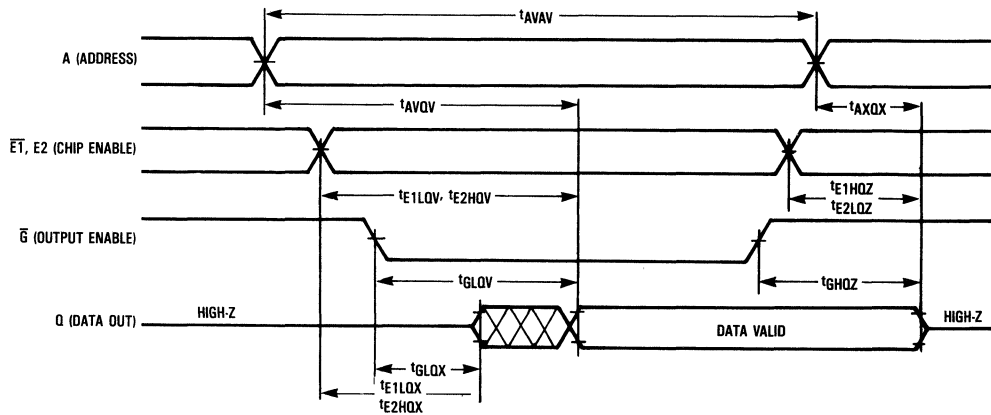 tAVAV
A (ADDRESS)
tAVQV
tAXQX
E̅1̅, E2 (CHIP ENABLE)
tE1LQV, tE2HQV
tE1HQZ
tE2LQZ
G̅ (OUTPUT ENABLE)
tGLQV
tGHQZ
Q (DATA OUT)
HIGH-Z
DATA VALID
HIGH-Z
tGLQX
tE1LQX
tE2HQX